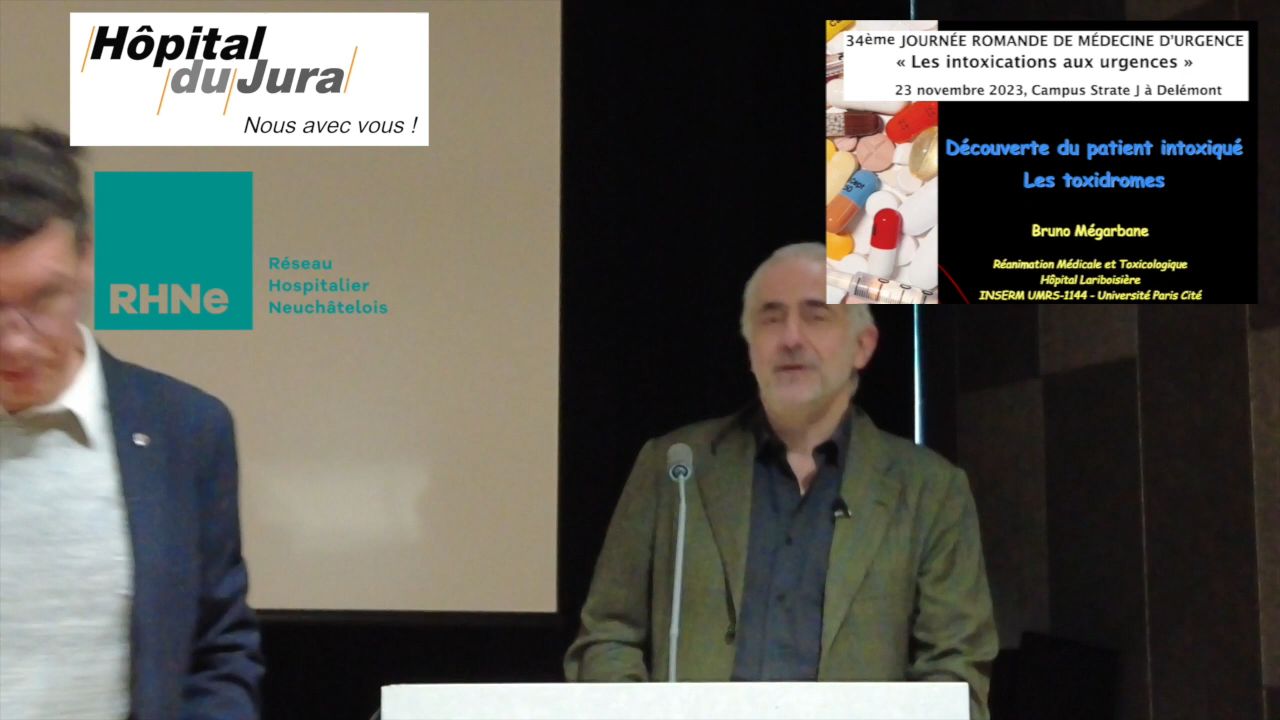 Hôpital
du Jura
Nous avec vous !
RHNe
Réseau
Hospitalier
Neuchâtelois
34ème JOURNÉE ROMANDE DE MÉDECINE D'URGENCE
« Les intoxications aux urgences »
23 novembre 2023, Campus Strate J à Delémont
Découverte du patient intoxiqué
Les toxidromes
Bruno Mégarbane
Réanimation Médicale et Toxicologique
Hôpital Lariboisière
INSERM UMRS-1144 - Université Paris Cité